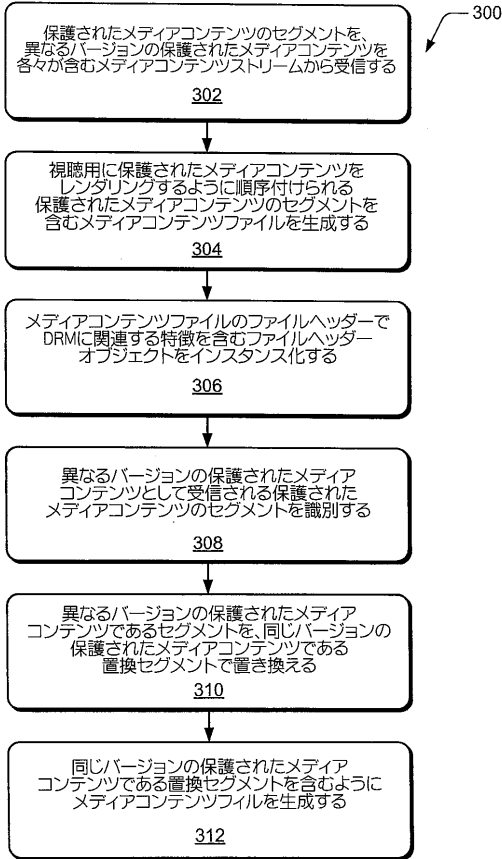 300
保護されたメディアコンテンツのセグメントを、
異なるバージョンの保護されたメディアコンテンツを
各々が含むメディアコンテンツストリームから受信する
302
視聴用に保護されたメディアコンテンツを
レンダリングするように順序付けられる
保護されたメディアコンテンツのセグメントを
含むメディアコンテンツファイルを生成する
304
メディアコンテンツファイルのファイルヘッダーで
DRMに関連する特徴を含むファイルヘッダー
オブジェクトをインスタンス化する
306
異なるバージョンの保護されたメディア
コンテンツとして受信される保護された
メディアコンテンツのセグメントを識別する
308
異なるバージョンの保護されたメディア
コンテンツであるセグメントを、同じバージョンの
保護されたメディアコンテンツである
置換セグメントで置き換える
310
同じバージョンの保護されたメディア
コンテンツである置換セグメントを含むように
メディアコンテンツフィルを生成する
312